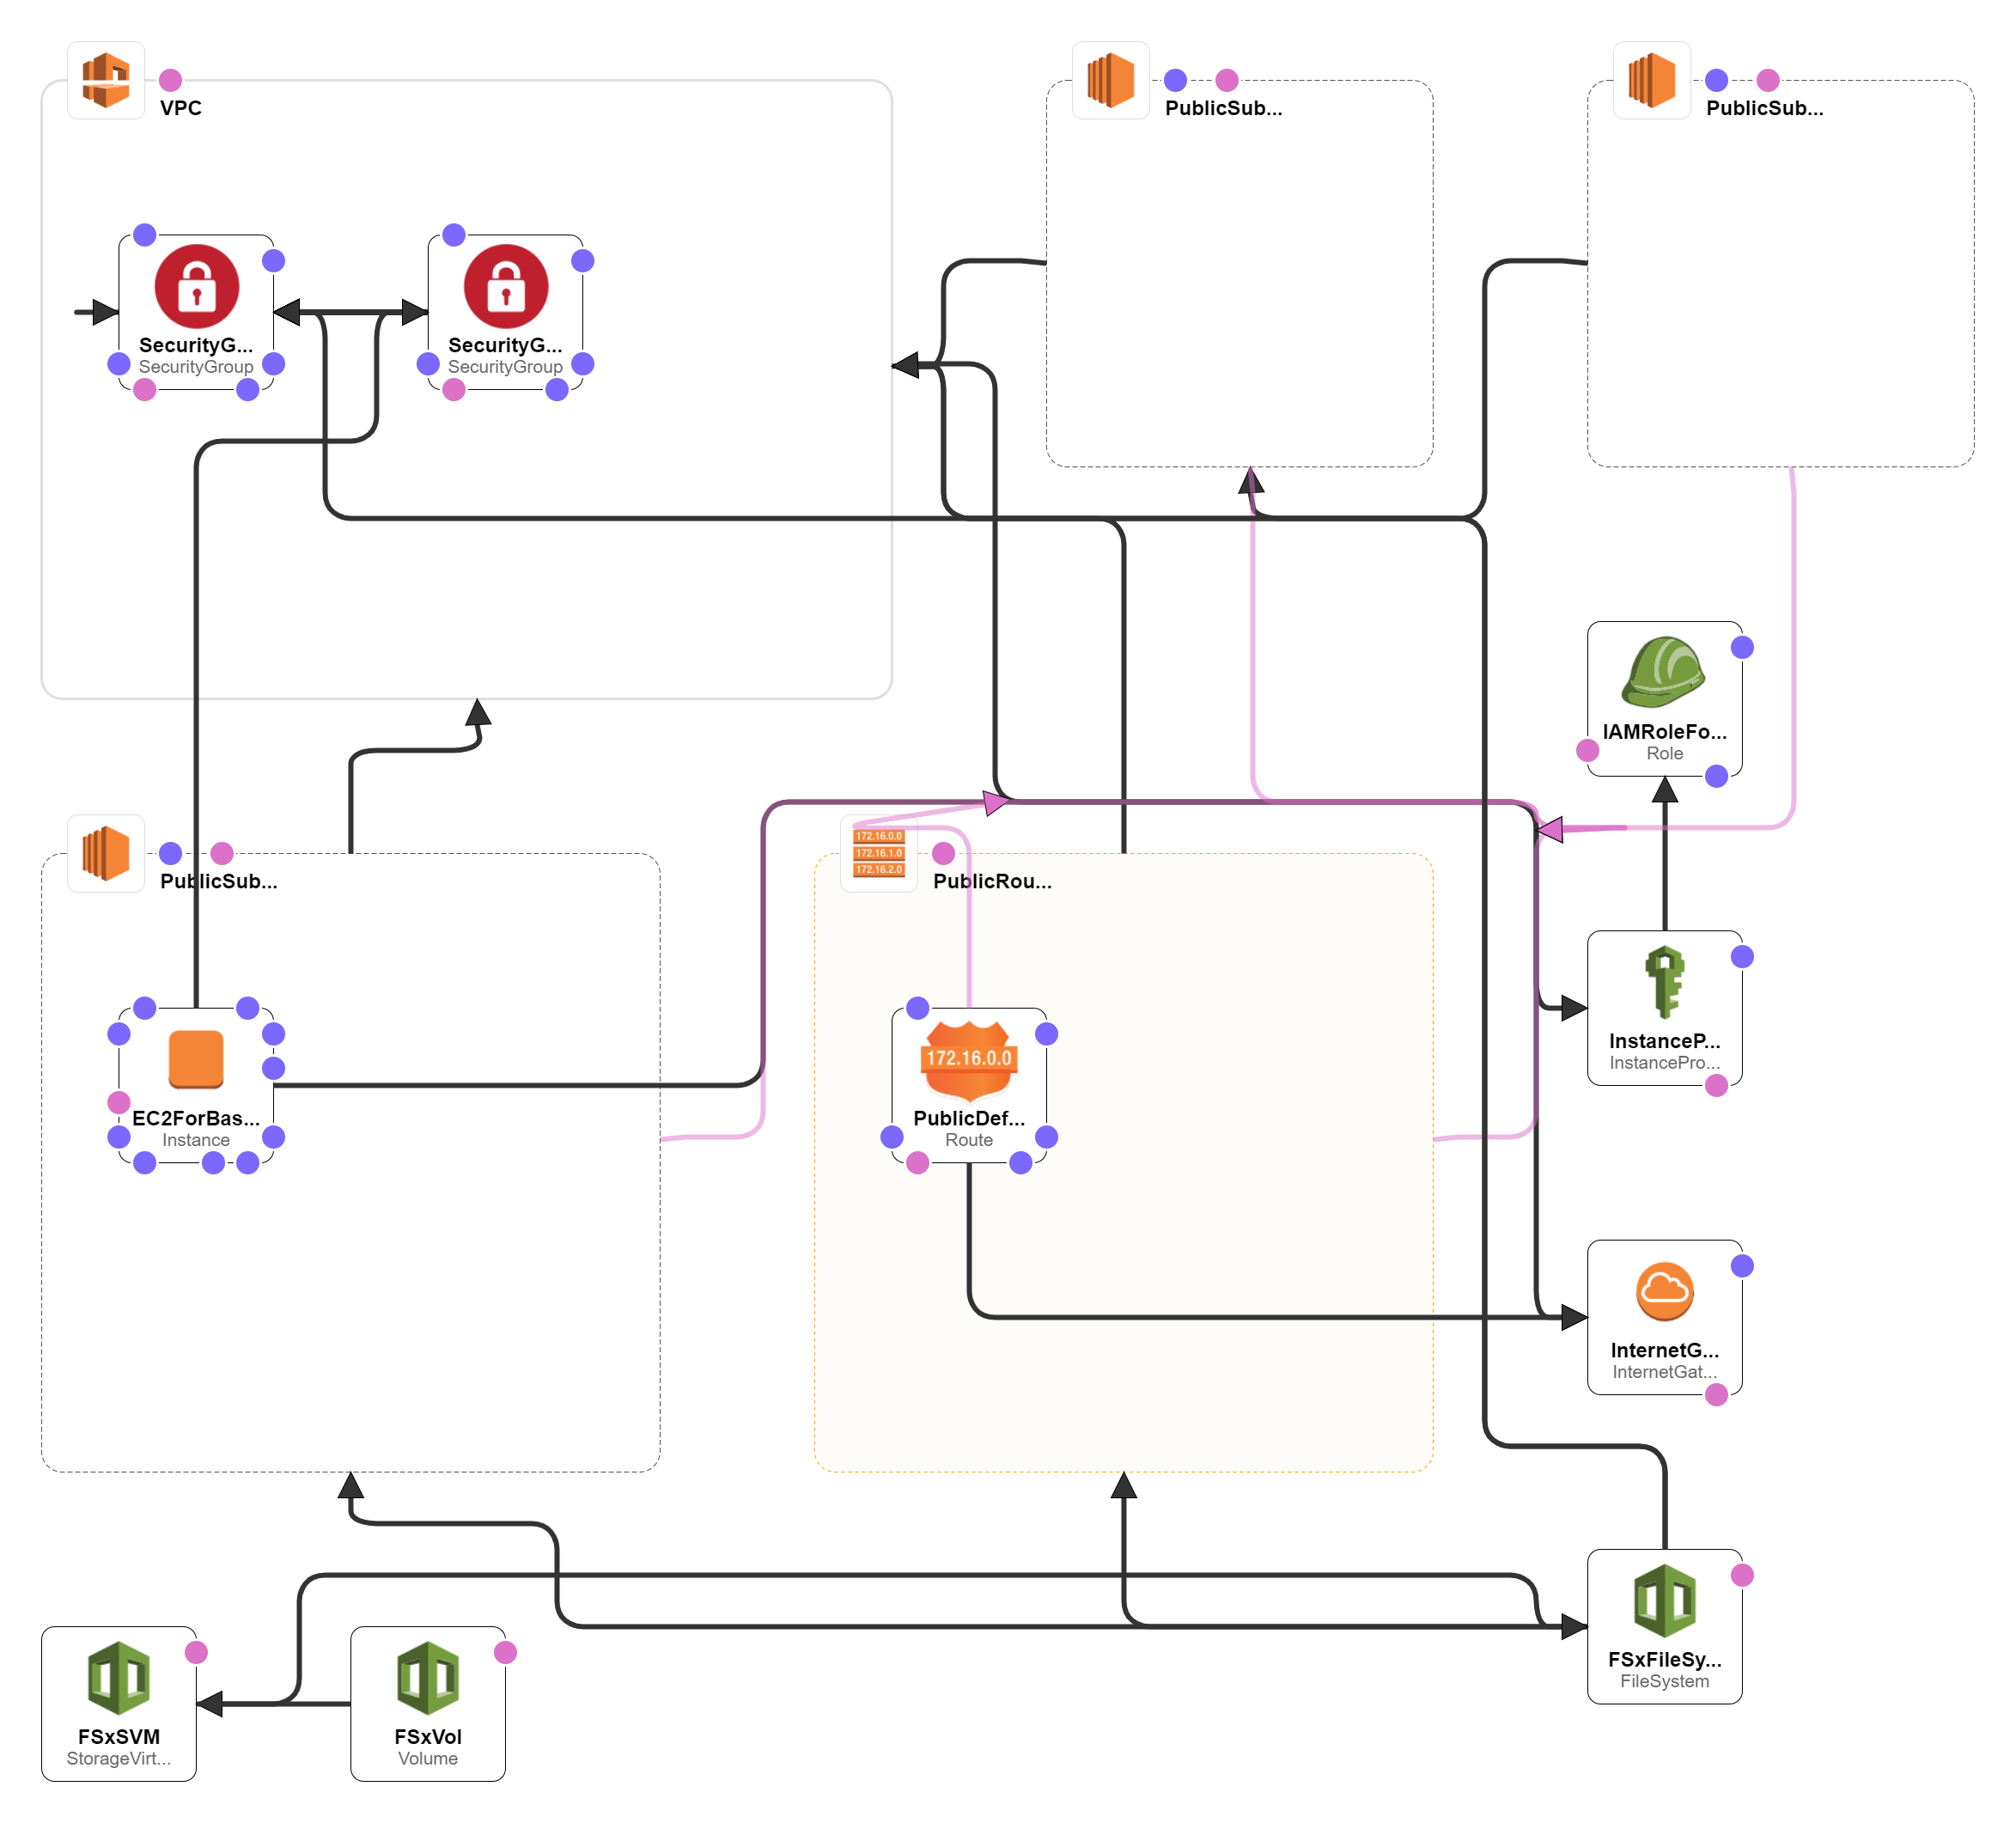 VPC
PublicSub...
PublicSub...
SecurityG...
SecurityGroup
SecurityG...
SecurityGroup
IAMRoleFo...
Role
172.16.0.0
172.16.1.0
172.16.2.0
PublicSub...
PublicRou...
InstanceP...
InstancePro...
172.16.0.0
EC2ForBas...
Instance
PublicDef...
Route
InternetG...
InternetGat...
FSxFileSy...
FileSystem
FSxSVM
StorageVirt...
FSxVol
Volume